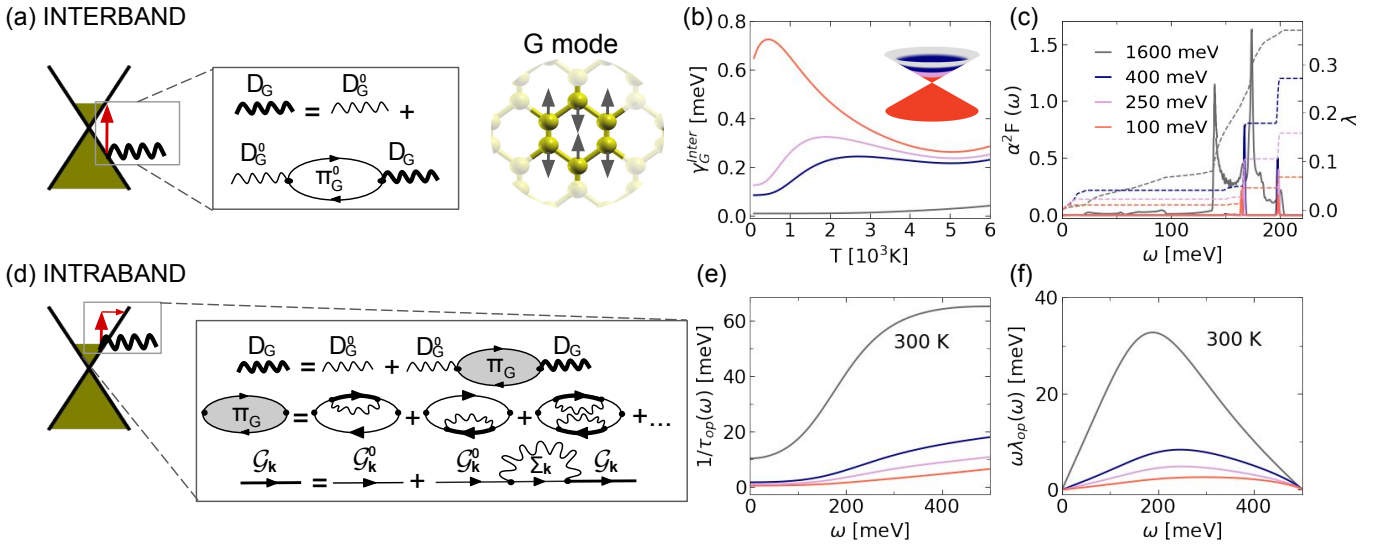 (a) INTERBAND
D_G = D_G^0 +
D_G^0 π_G^0 D_G
G mode
(b)
γ_G^Inter [meV]
0.8
0.6
0.4
0.2
0.0
0 1 2 3 4 5 6
T [10³K]
(c)
α²F (ω)
1.5
1.0
0.5
0.0
1600 meV
400 meV
250 meV
100 meV
0.3
0.2
0.1
0.0
λ
0 100 200
ω [meV]
(d) INTRABAND
D_G = D_G^0 + D_G^0 π_G D_G
π_G = + + +...
𝒢_k = 𝒢_k^0 + 𝒢_k^0 Σ_k 𝒢_k
(e)
1/τ_op(ω) [meV]
60
40
20
0
300 K
0 200 400
ω [meV]
(f)
ωλ_op(ω) [meV]
40
20
0
300 K
0 200 400
ω [meV]